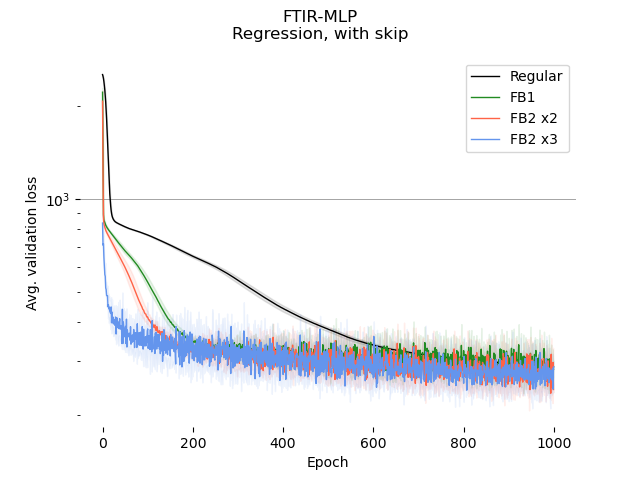 FTIR-MLP
Regression, with skip
Regular
FB1
FB2 x2
FB2 x3
10³
Avg. validation loss
0 200 400 600 800 1000
Epoch